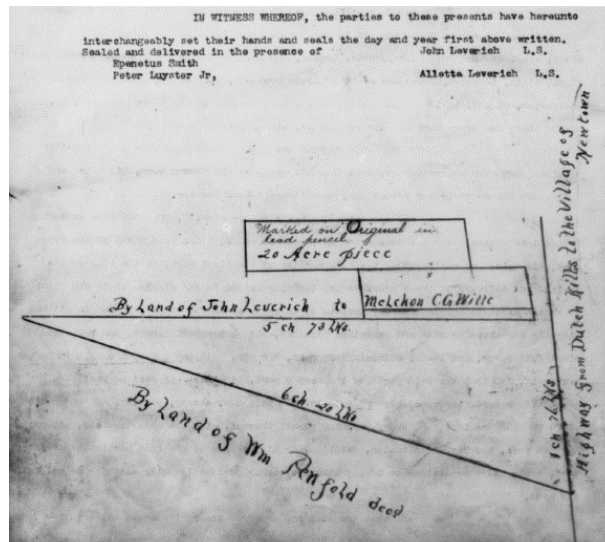 IN WITNESS WHEREOF, the parties to these presents have hereunto
interchangeably set their hands and seals the day and year first above written.
Sealed and delivered in the presence of John Leverich L.S.
Epenetus Smith
Peter Luyster Jr, Alletta Leverich L.S.
Highway from Dutch Kills to the Village of
Newtown
Marked on Original in
lead pencil
20 Acre piece
x
By Land of John Leverich to Melchon C.G. Witte
5 ch 73 lks
6 ch 20 lks
1 ch 76 lks
By Land of Wm Penfold decd